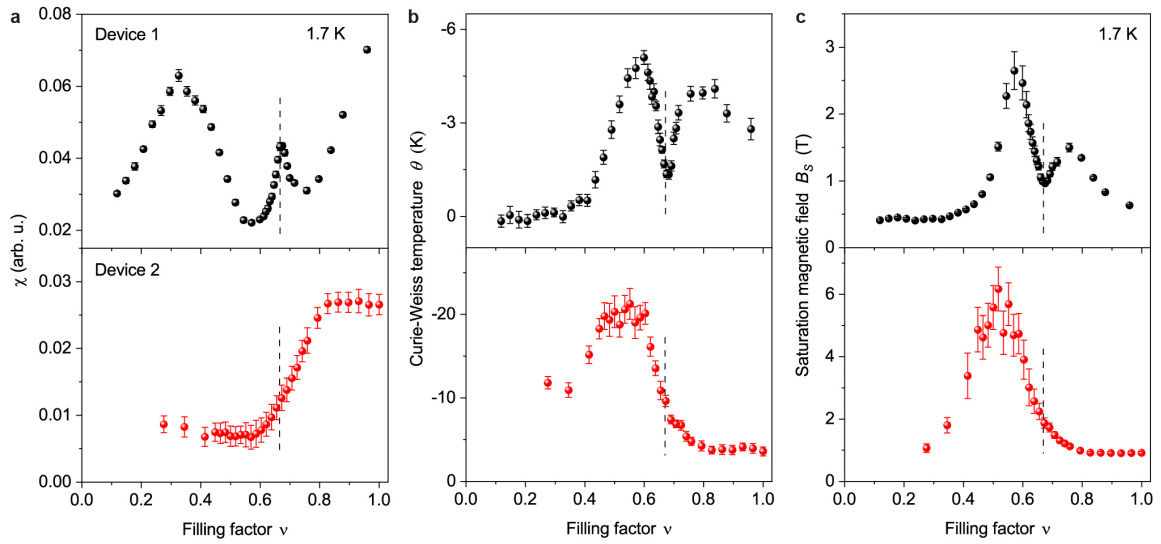 a
Device 1
1.7 K
0.08
0.06
0.04
0.02
χ (arb. u.)
Device 2
0.03
0.02
0.01
0.00
0.0 0.2 0.4 0.6 0.8 1.0
Filling factor ν
b
-6
-3
0
Curie-Weiss temperature θ (K)
-20
-10
0
0.0 0.2 0.4 0.6 0.8 1.0
Filling factor ν
c
1.7 K
3
2
1
0
Saturation magnetic field B_S (T)
6
4
2
0
0.0 0.2 0.4 0.6 0.8 1.0
Filling factor ν